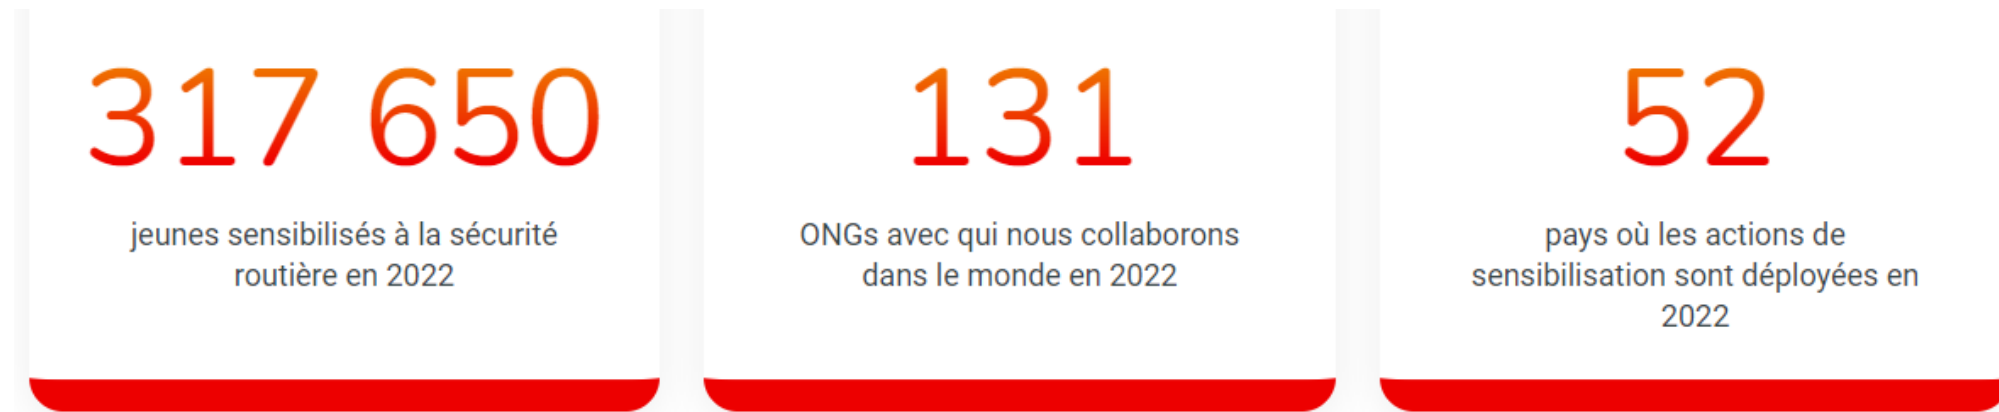 317 650
jeunes sensibilisés à la sécurité
routière en 2022
131
ONGs avec qui nous collaborons
dans le monde en 2022
52
pays où les actions de
sensibilisation sont déployées en
2022